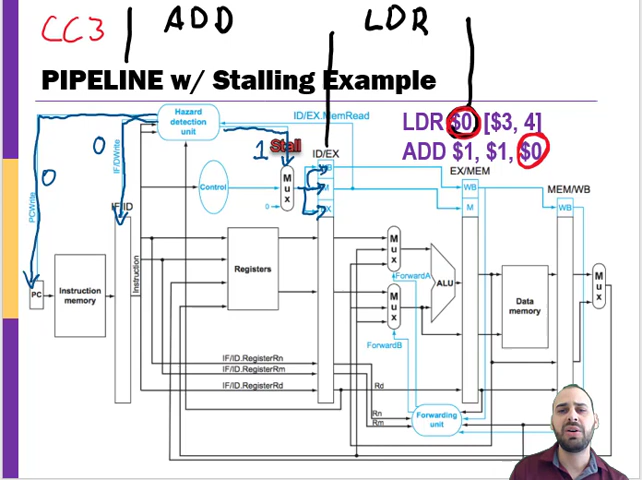 CC3 ADD LDR
PIPELINE w/ Stalling Example
LDR $0, [$3, 4]
ADD $1, $1, $0
Hazard
detection
unit
ID/EX.MemRead
0
0
1
Stall
IF/DWrite
PCWrite
ID/EX
EX/MEM
MEM/WB
IF/ID
Control
0
Mux
WB
M
EX
WB
M
WB
PC
Instruction
memory
Instruction
Registers
Mux
ForwardA
Mux
ForwardB
ALU
Data
memory
Mux
IF/ID.RegisterRn
IF/ID.RegisterRm
IF/ID.RegisterRd
Rd
Rn
Rm
Forwarding
unit